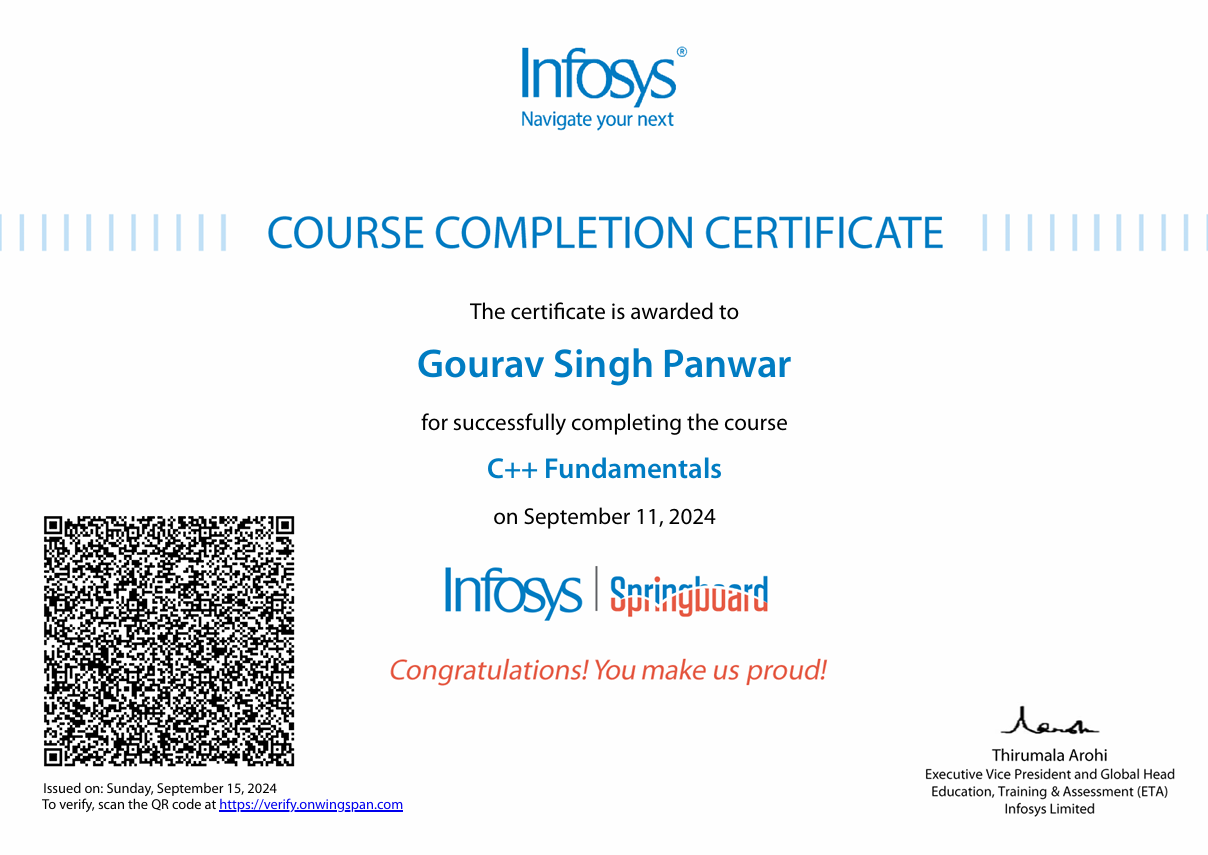 Infosys®
Navigate your next
COURSE COMPLETION CERTIFICATE
The certificate is awarded to
Gourav Singh Panwar
for successfully completing the course
C++ Fundamentals
on September 11, 2024
Infosys | Springboard
Congratulations! You make us proud!
Issued on: Sunday, September 15, 2024
To verify, scan the QR code at https://verify.onwingspan.com
Thirumala Arohi
Executive Vice President and Global Head
Education, Training & Assessment (ETA)
Infosys Limited